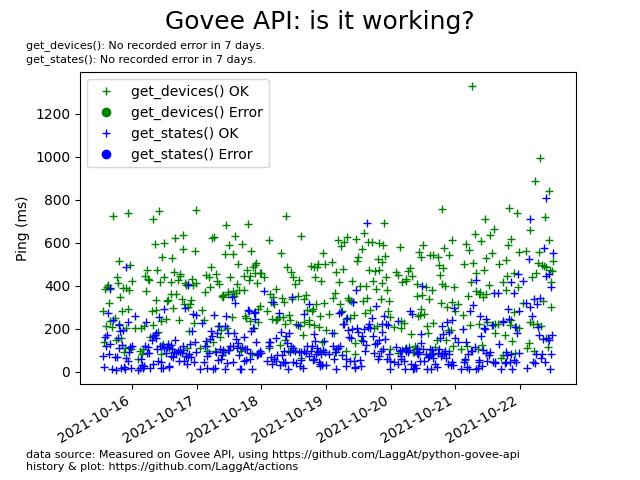 Govee API: is it working?
get_devices(): No recorded error in 7 days.
get_states(): No recorded error in 7 days.
get_devices() OK
get_devices() Error
get_states() OK
get_states() Error
Ping (ms)
1200
1000
800
600
400
200
0
2021-10-16
2021-10-17
2021-10-18
2021-10-19
2021-10-20
2021-10-21
2021-10-22
data source: Measured on Govee API, using https://github.com/LaggAt/python-govee-api
history & plot: https://github.com/LaggAt/actions